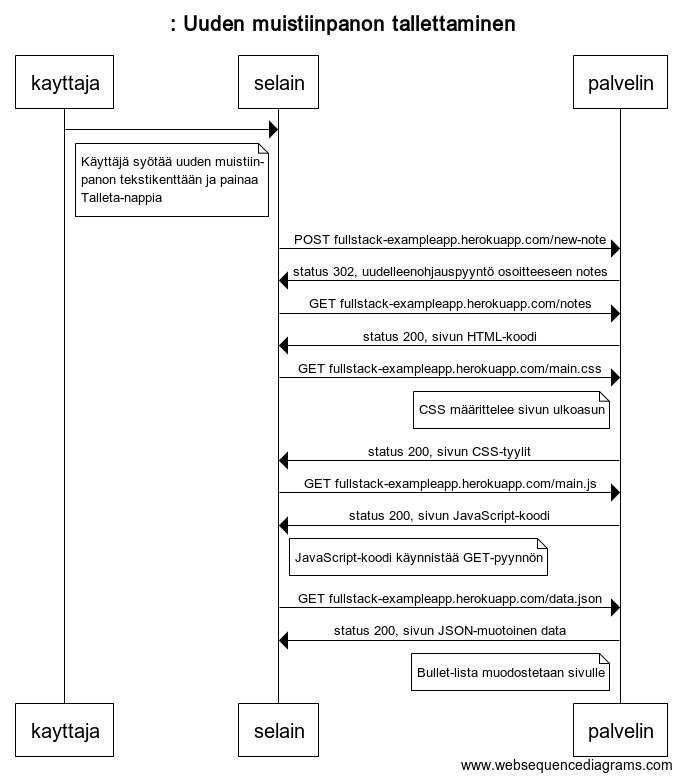 : Uuden muistiinpanon tallettaminen
kayttaja
selain
palvelin
Käyttäjä syötää uuden muistiin-
panon tekstikenttään ja painaa
Talleta-nappia
POST fullstack-exampleapp.herokuapp.com/new-note
status 302, uudelleenohjauspyyntö osoitteeseen notes
GET fullstack-exampleapp.herokuapp.com/notes
status 200, sivun HTML-koodi
GET fullstack-exampleapp.herokuapp.com/main.css
CSS määrittelee sivun ulkoasun
status 200, sivun CSS-tyylit
GET fullstack-exampleapp.herokuapp.com/main.js
status 200, sivun JavaScript-koodi
JavaScript-koodi käynnistää GET-pyynnön
GET fullstack-exampleapp.herokuapp.com/data.json
status 200, sivun JSON-muotoinen data
Bullet-lista muodostetaan sivulle
kayttaja
selain
palvelin
www.websequencediagrams.com